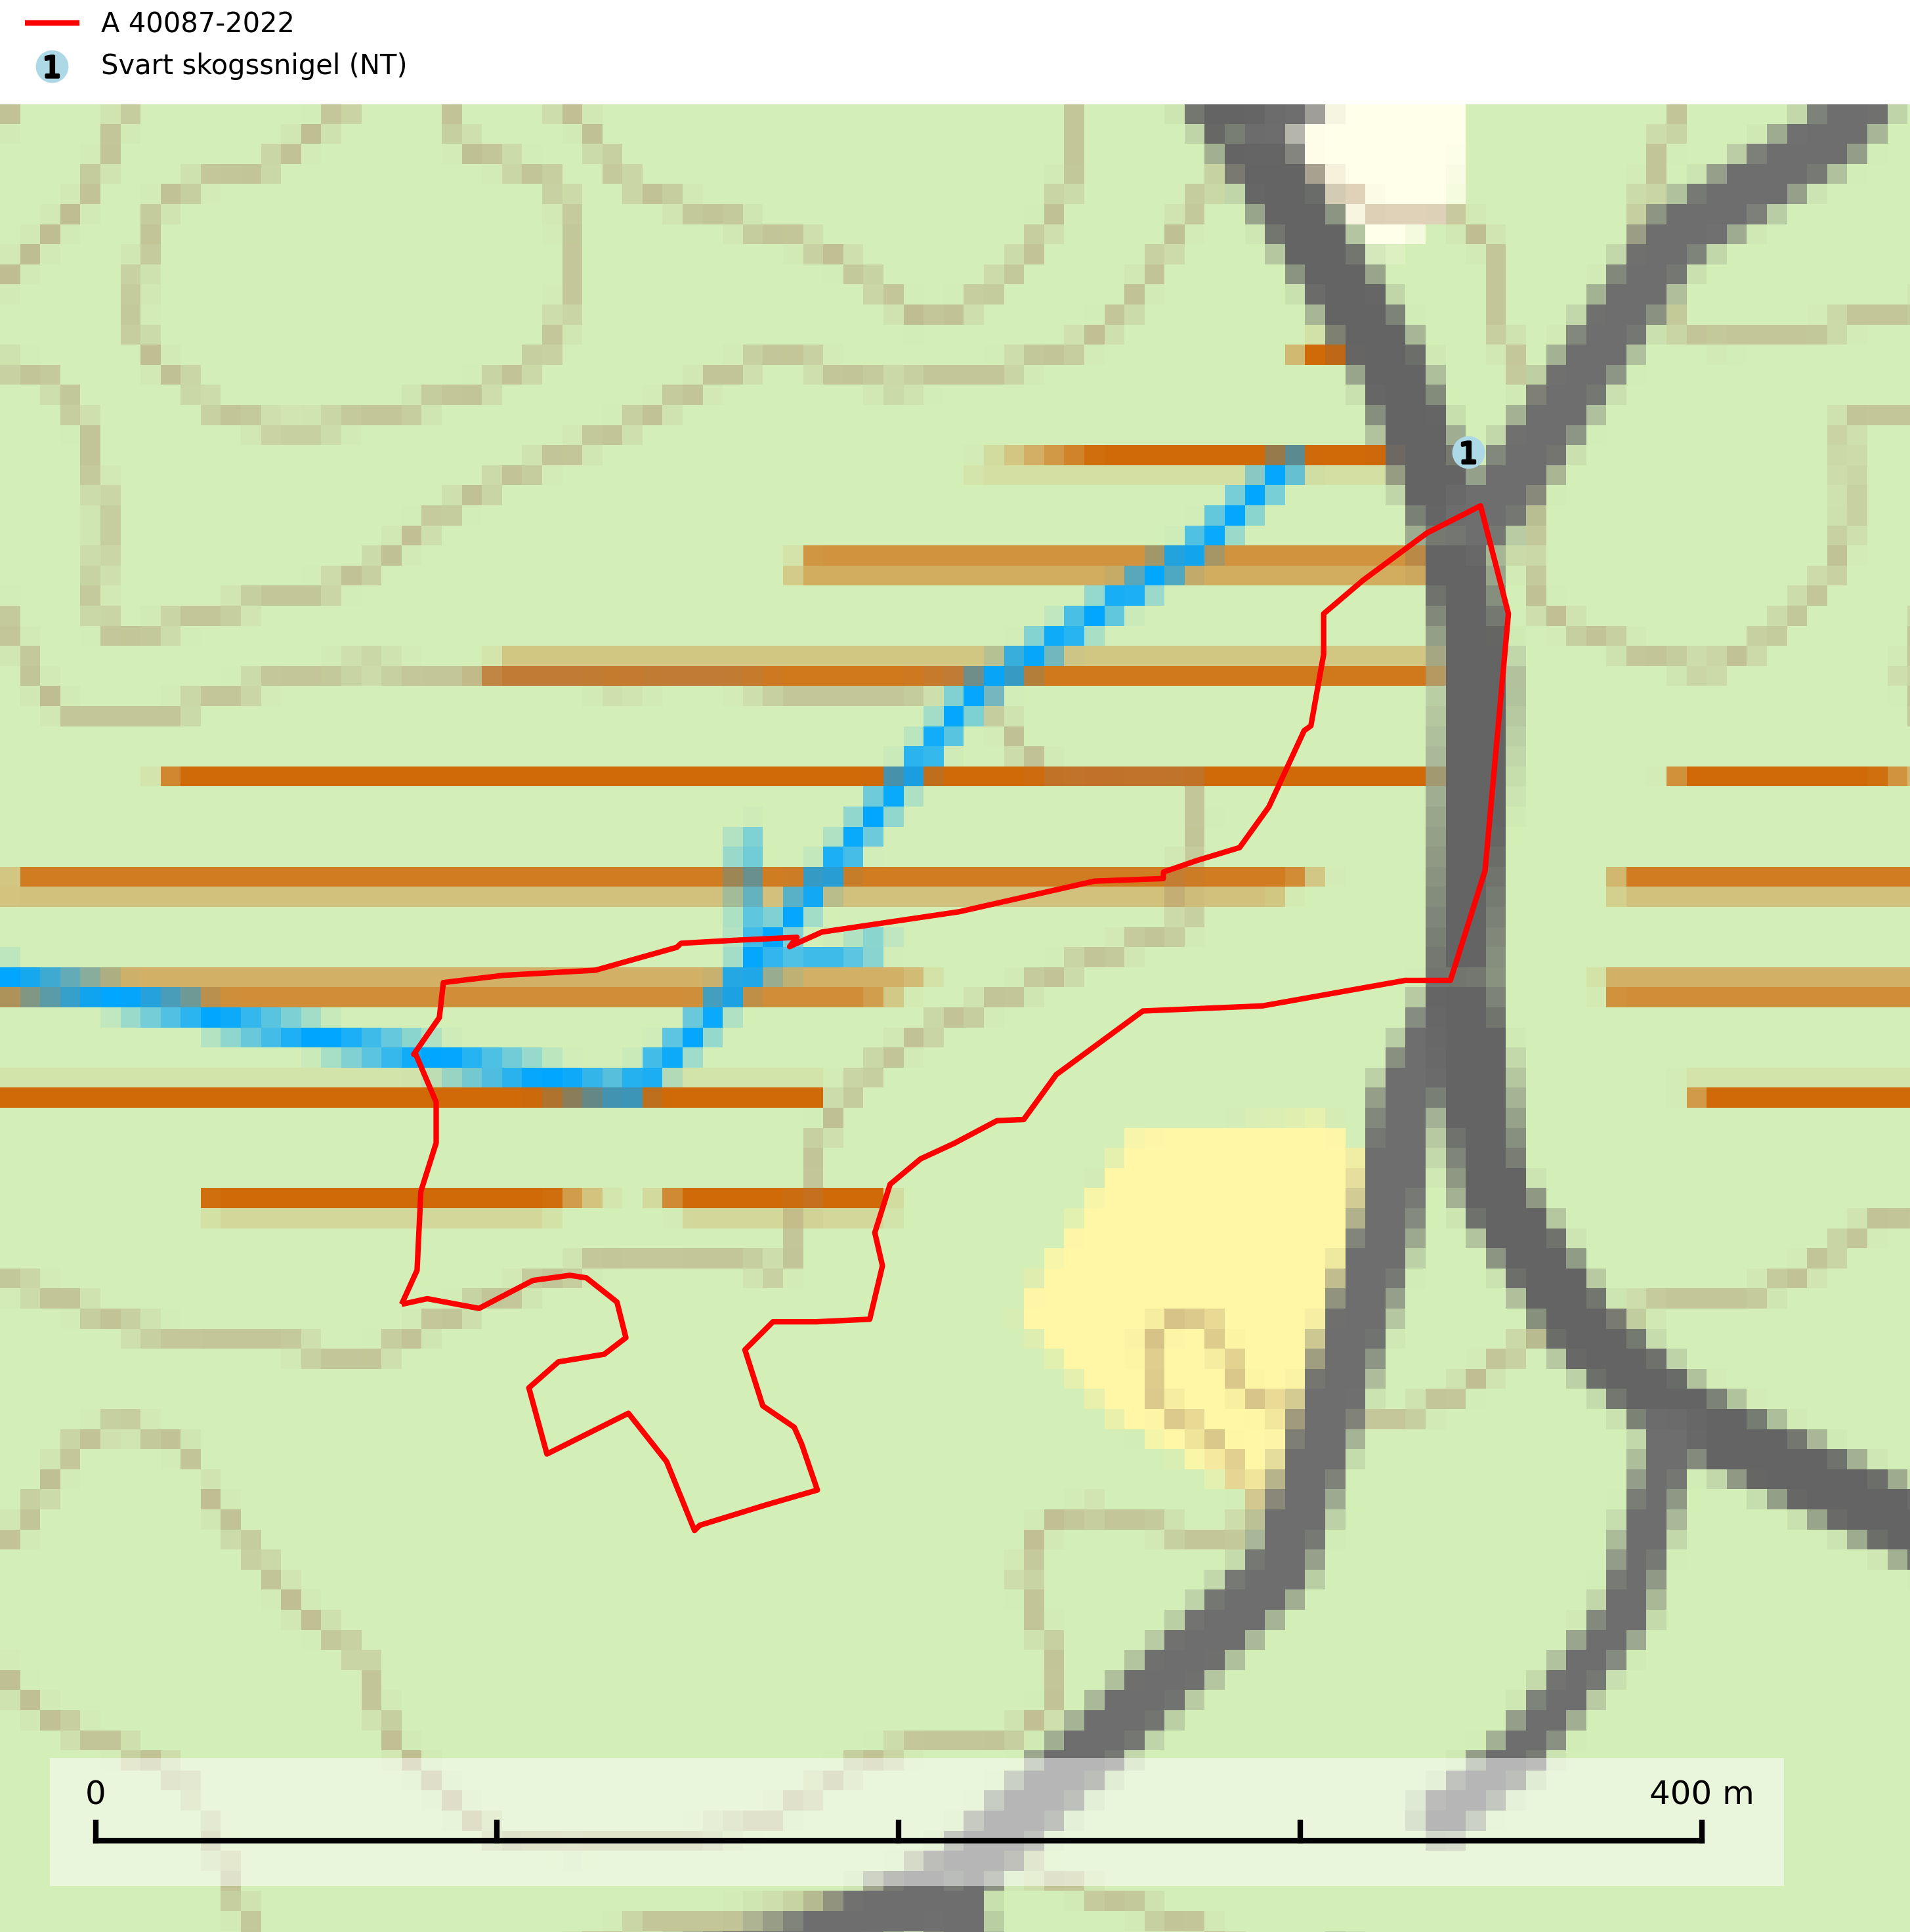 A 40087-2022
1 Svart skogssnigel (NT)
1
0 400 m